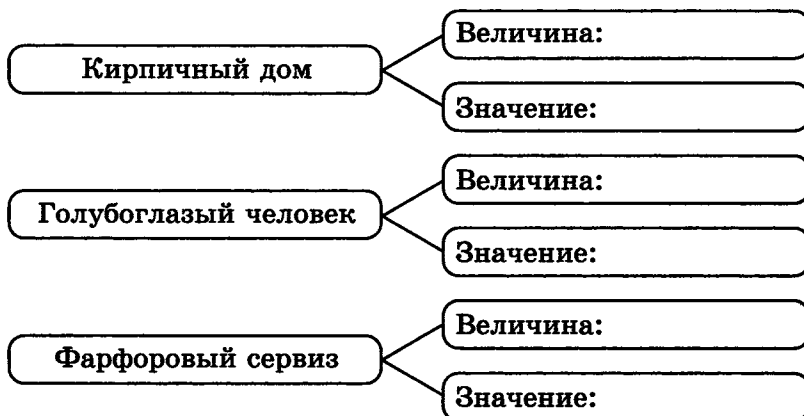 Величина:
Кирпичный дом
Значение:
Величина:
Голубоглазый человек
Значение:
Величина:
Фарфоровый сервиз
Значение: